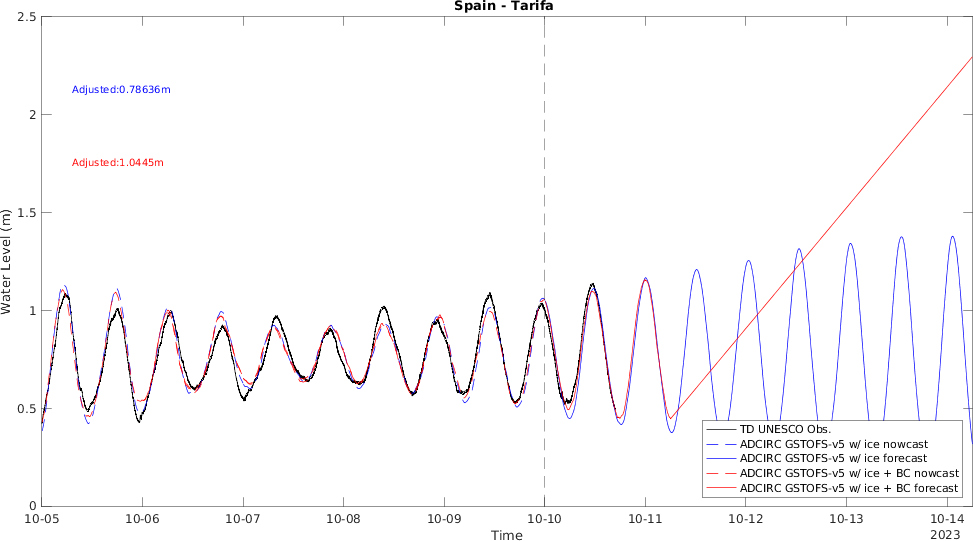 Spain - Tarifa
2.5
2
1.5
1
0.5
0
Water Level (m)
Adjusted:0.78636m
Adjusted:1.0445m
TD UNESCO Obs.
ADCIRC GSTOFS-v5 w/ ice nowcast
ADCIRC GSTOFS-v5 w/ ice forecast
ADCIRC GSTOFS-v5 w/ ice + BC nowcast
ADCIRC GSTOFS-v5 w/ ice + BC forecast
10-05 10-06 10-07 10-08 10-09 10-10 10-11 10-12 10-13 10-14
2023
Time